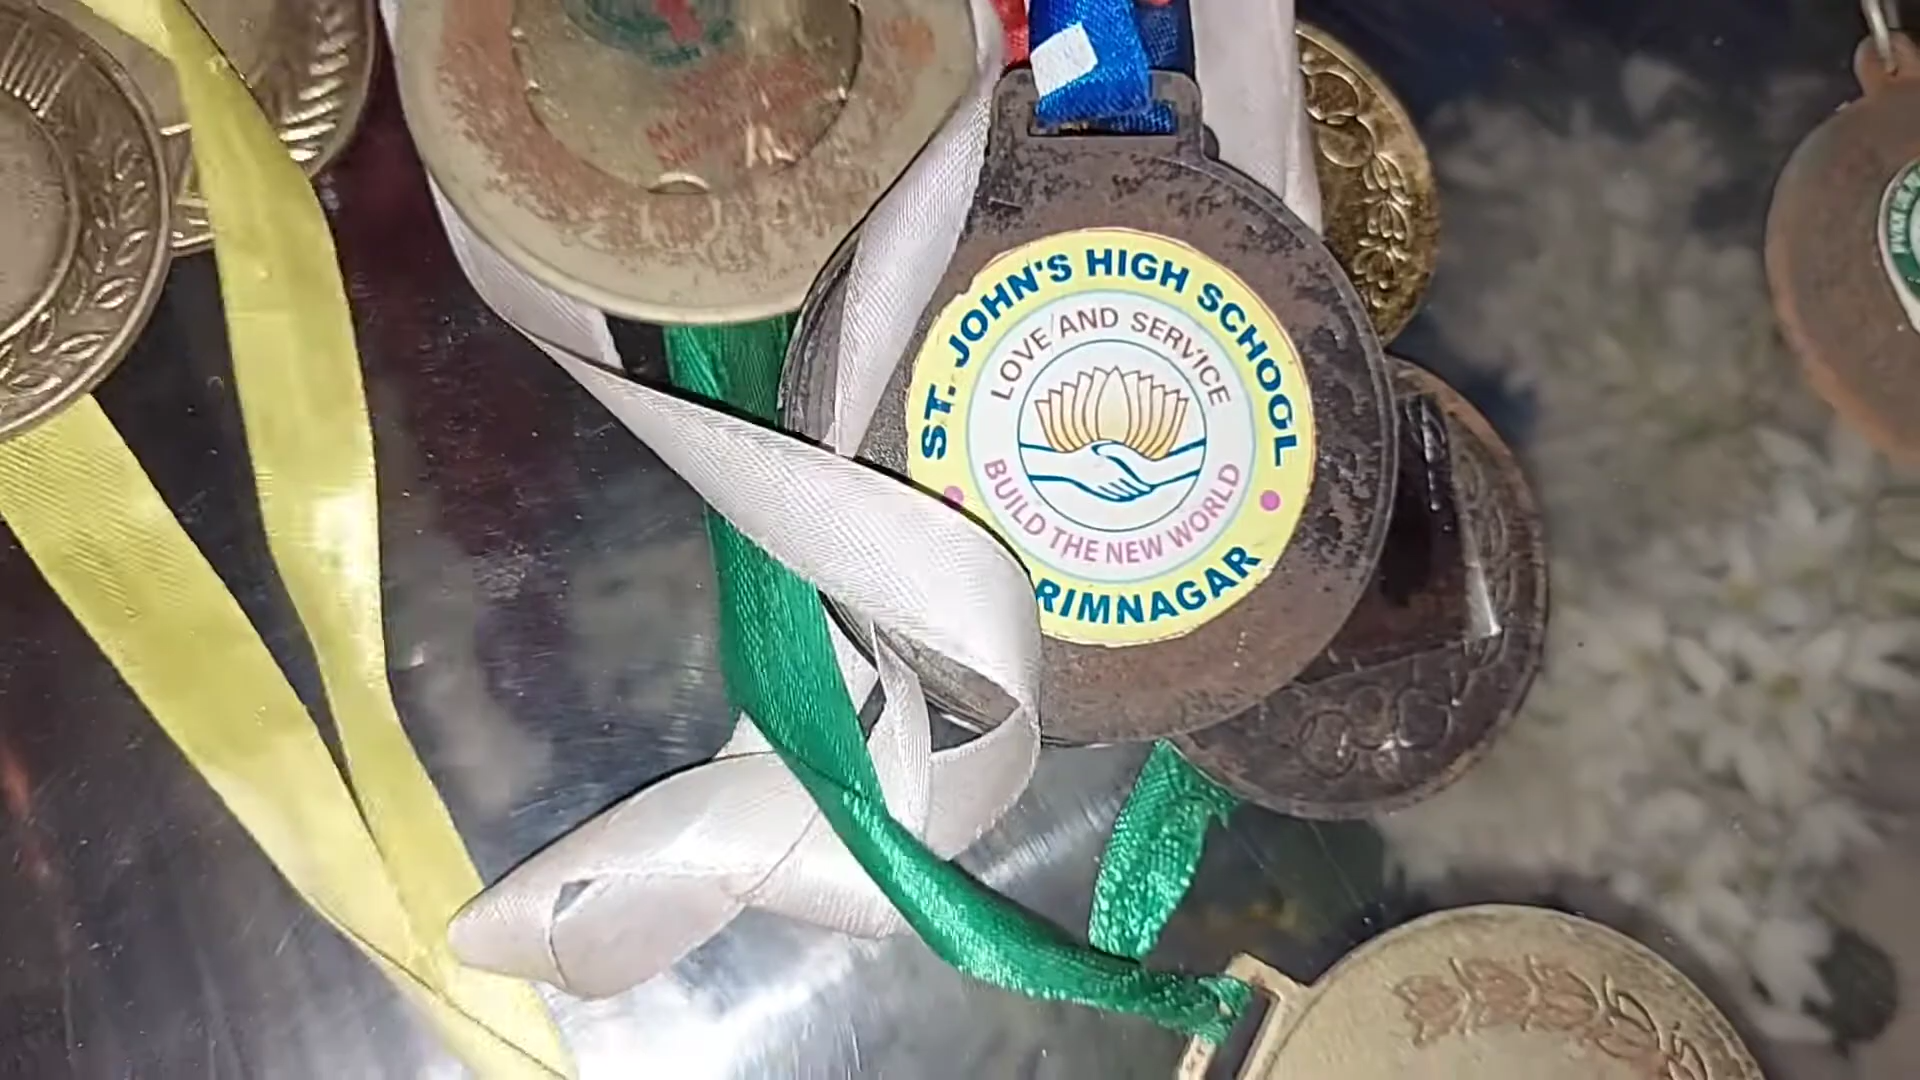 ST. JOHN'S HIGH SCHOOL
LOVE AND SERVICE
BUILD THE NEW WORLD
RIMNAGAR